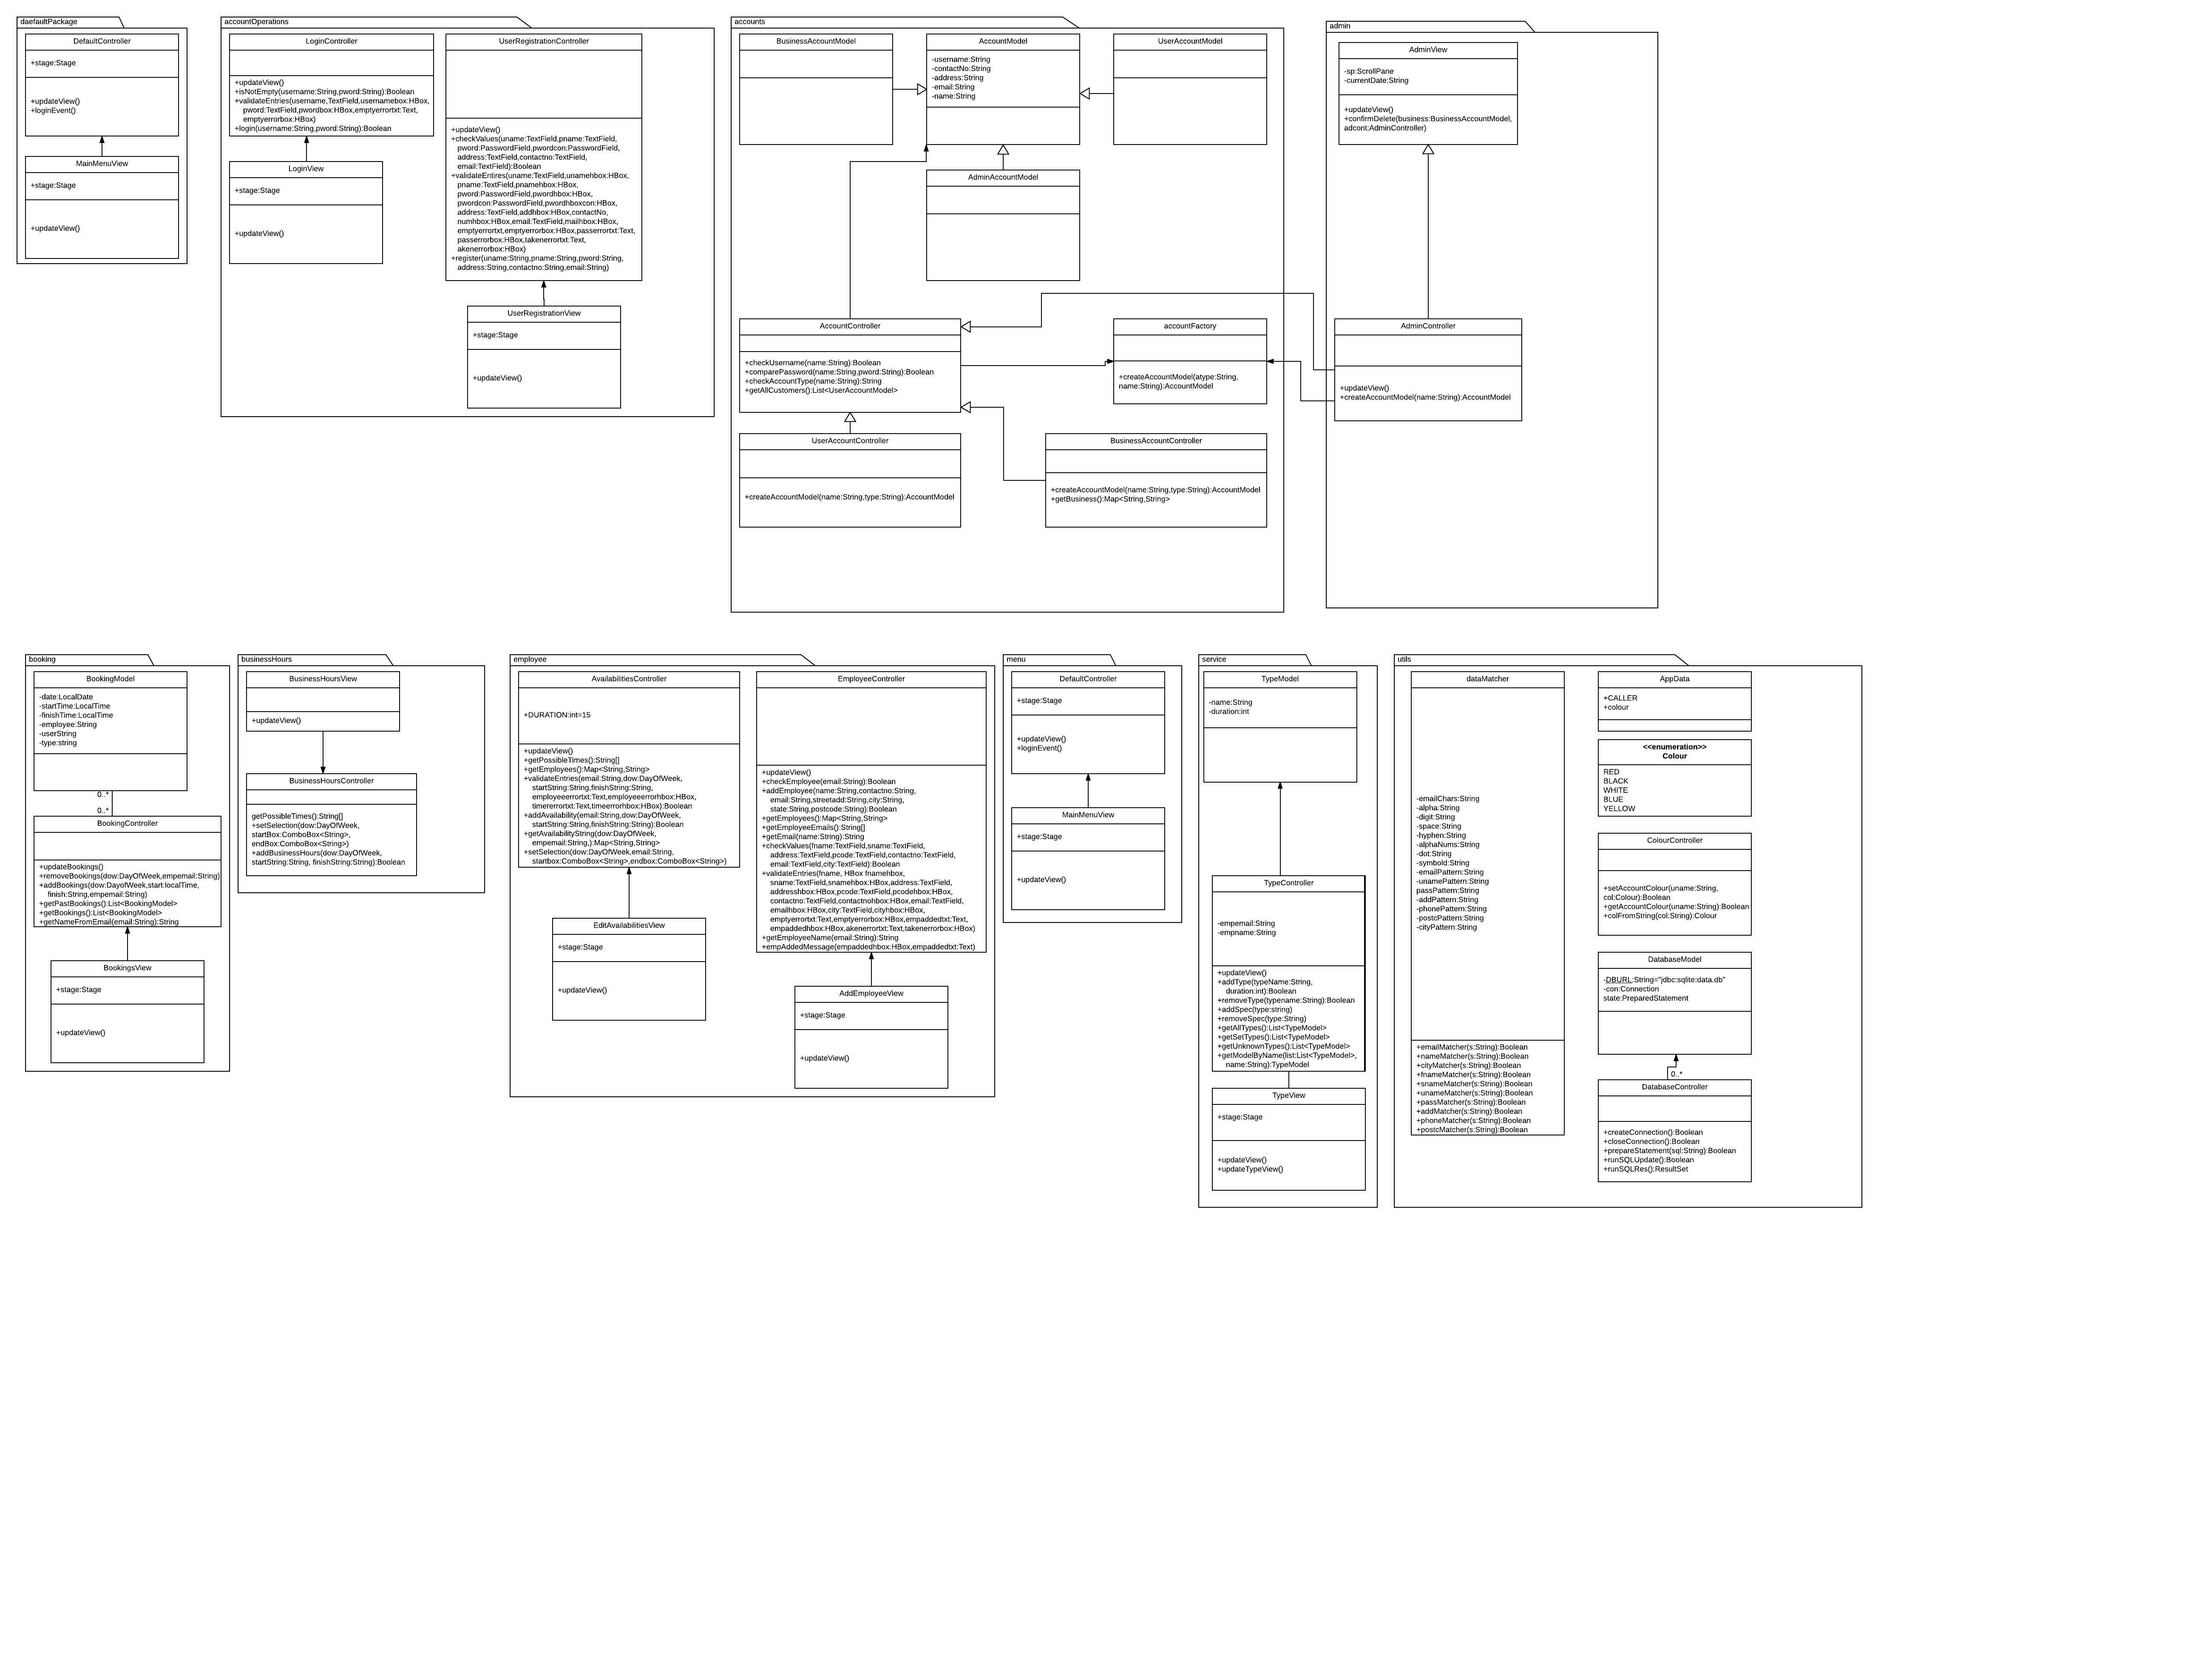 daefaultPackage
DefaultController
+stage:Stage
+updateView()
+loginEvent()
MainMenuView
+stage:Stage
+updateView()
accountOperations
LoginController
+updateView()
+isNotEmpty(username:String,pword:String):Boolean
+validateEntries(username,TextField,usernamebox:HBox,
pword:TextField,pwordbox:HBox,emptyerrortxt:Text,
emptyerrorbox:HBox)
+login(username:String,pword:String):Boolean
LoginView
+stage:Stage
+updateView()
UserRegistrationController
+updateView()
+checkValues(uname:TextField,pname:TextField,
pword:PasswordField,pwordcon:PasswordField,
address:TextField,contactno:TextField,
email:TextField):Boolean
+validateEntires(uname:TextField,unamehbox:HBox,
pname:TextField,pnamehbox:HBox,
pword:PasswordField,pwordhbox:HBox,
pwordcon:PasswordField,pwordhboxcon:HBox,
address:TextField,addhbox:HBox,contactNo,
numhbox:HBox,email:TextField,mailhbox:HBox,
emptyerrortxt,emptyerrorbox:HBox,passerrortxt:Text,
passerrorbox:HBox,takenerrortxt:Text,
akenerrorbox:HBox)
+register(uname:String,pname:String,pword:String,
address:String,contactno:String,email:String)
UserRegistrationView
+stage:Stage
+updateView()
accounts
BusinessAccountModel
AccountModel
-username:String
-contactNo:String
-address:String
-email:String
-name:String
UserAccountModel
AdminAccountModel
AccountController
+checkUsername(name:String):Boolean
+comparePassword(name:String,pword:String):Boolean
+checkAccountType(name:String):String
+getAllCustomers():List<UserAccountModel>
accountFactory
+createAccountModel(atype:String,
name:String):AccountModel
UserAccountController
+createAccountModel(name:String,type:String):AccountModel
BusinessAccountController
+createAccountModel(name:String,type:String):AccountModel
+getBusiness():Map<String,String>
admin
AdminView
-sp:ScrollPane
-currentDate:String
+updateView()
+confirmDelete(business:BusinessAccountModel,
adcont:AdminController)
AdminController
+updateView()
+createAccountModel(name:String):AccountModel
booking
BookingModel
-date:LocalDate
-startTime:LocalTime
-finishTime:LocalTime
-employee:String
-userString
-type:string
0..*
0..*
BookingController
+updateBookings()
+removeBookings(dow:DayOfWeek,empemail:String)
+addBookings(dow:DayofWeek,start:localTime,
finish:String,empemail:String)
+getPastBookings():List<BookingModel>
+getBookings():List<BookingModel>
+getNameFromEmail(email:String):String
BookingsView
+stage:Stage
+updateView()
businessHours
BusinessHoursView
+updateView()
BusinessHoursController
getPossibleTimes():String[]
+setSelection(dow:DayOfWeek,
startBox:ComboBox<String>,
endBox:ComboBox<String>)
+addBusinessHours(dow:DayOfWeek,
startString:String, finishString:String):Boolean
employee
AvailabilitiesController
+DURATION:int=15
+updateView()
+getPossibleTimes():String[]
+getEmployees():Map<String,String>
+validateEntries(email:String,dow:DayOfWeek,
startString:String,finishString:String,
employeeerrortxt:Text,employeeerrorhbox:HBox,
timererrortxt:Text,timeerrorhbox:HBox):Boolean
+addAvailability(email:String,dow:DayOfWeek,
startString:String,finishString:String):Boolean
+getAvailabilityString(dow:DayOfWeek,
empemail:String,):Map<String,String>
+setSelection(dow:DayOfWeek,email:String,
startbox:ComboBox<String>,endbox:ComboBox<String>)
EditAvailabilitiesView
+stage:Stage
+updateView()
EmployeeController
+updateView()
+checkEmployee(email:String):Boolean
+addEmployee(name:String,contactno:String,
email:String,streetadd:String,city:String,
state:String,postcode:String):Boolean
+getEmployees():Map<String,String>
+getEmployeeEmails():String[]
+getEmail(name:String):String
+checkValues(fname:TextField,sname:TextField,
address:TextField,pcode:TextField,contactno:TextField,
email:TextField,city:TextField):Boolean
+validateEntries(fname, HBox fnamehbox,
sname:TextField,snamehbox:HBox,address:TextField,
addresshbox:HBox,pcode:TextField,pcodehbox:HBox,
contactno:TextField,contactnohbox:HBox,email:TextField,
emailhbox:HBox,city:TextField,cityhbox:HBox,
emptyerrortxt:Text,emptyerrorbox:HBox,empaddedtxt:Text,
empaddedhbox:HBox,akenerrortxt:Text,takenerrorbox:HBox)
+getEmployeeName(email:String):String
+empAddedMessage(empaddedhbox:HBox,empaddedtxt:Text)
AddEmployeeView
+stage:Stage
+updateView()
menu
DefaultController
+stage:Stage
+updateView()
+loginEvent()
MainMenuView
+stage:Stage
+updateView()
service
TypeModel
-name:String
-duration:int
TypeController
-empemail:String
-empname:String
+updateView()
+addType(typeName:String,
duration:int):Boolean
+removeType(typename:String):Boolean
+addSpec(type:string)
+removeSpec(type:String)
+getAllTypes():List<TypeModel>
+getSetTypes():List<TypeModel>
+getUnknownTypes():List<TypeModel>
+getModelByName(list:List<TypeModel>,
name:String):TypeModel
TypeView
+stage:Stage
+updateView()
+updateTypeView()
utils
dataMatcher
-emailChars:String
-alpha:String
-digit:String
-space:String
-hyphen:String
-alphaNums:String
-dot:String
-symbold:String
-emailPattern:String
-unamePattern:String
passPattern:String
-addPattern:String
-phonePattern:String
-postcPattern:String
-cityPattern:String
+emailMatcher(s:String):Boolean
+nameMatcher(s:String):Boolean
+cityMatcher(s:String):Boolean
+fnameMatcher(s:String):Boolean
+snameMatcher(s:String):Boolean
+unameMatcher(s:String):Boolean
+passMatcher(s:String):Boolean
+addMatcher(s:String):Boolean
+phoneMatcher(s:String):Boolean
+postcMatcher(s:String):Boolean
AppData
+CALLER
+colour
<<enumeration>>
Colour
RED
BLACK
WHITE
BLUE
YELLOW
ColourController
+setAccountColour(uname:String,
col:Colour):Boolean
+getAccountColour(uname:String):Boolean
+colFromString(col:String):Colour
DatabaseModel
-DBURL:String="jdbc:sqlite:data.db"
-con:Connection
state:PreparedStatement
0..*
DatabaseController
+createConnection():Boolean
+closeConnection():Boolean
+prepareStatement(sql:String):Boolean
+runSQLUpdate():Boolean
+runSQLRes():ResultSet